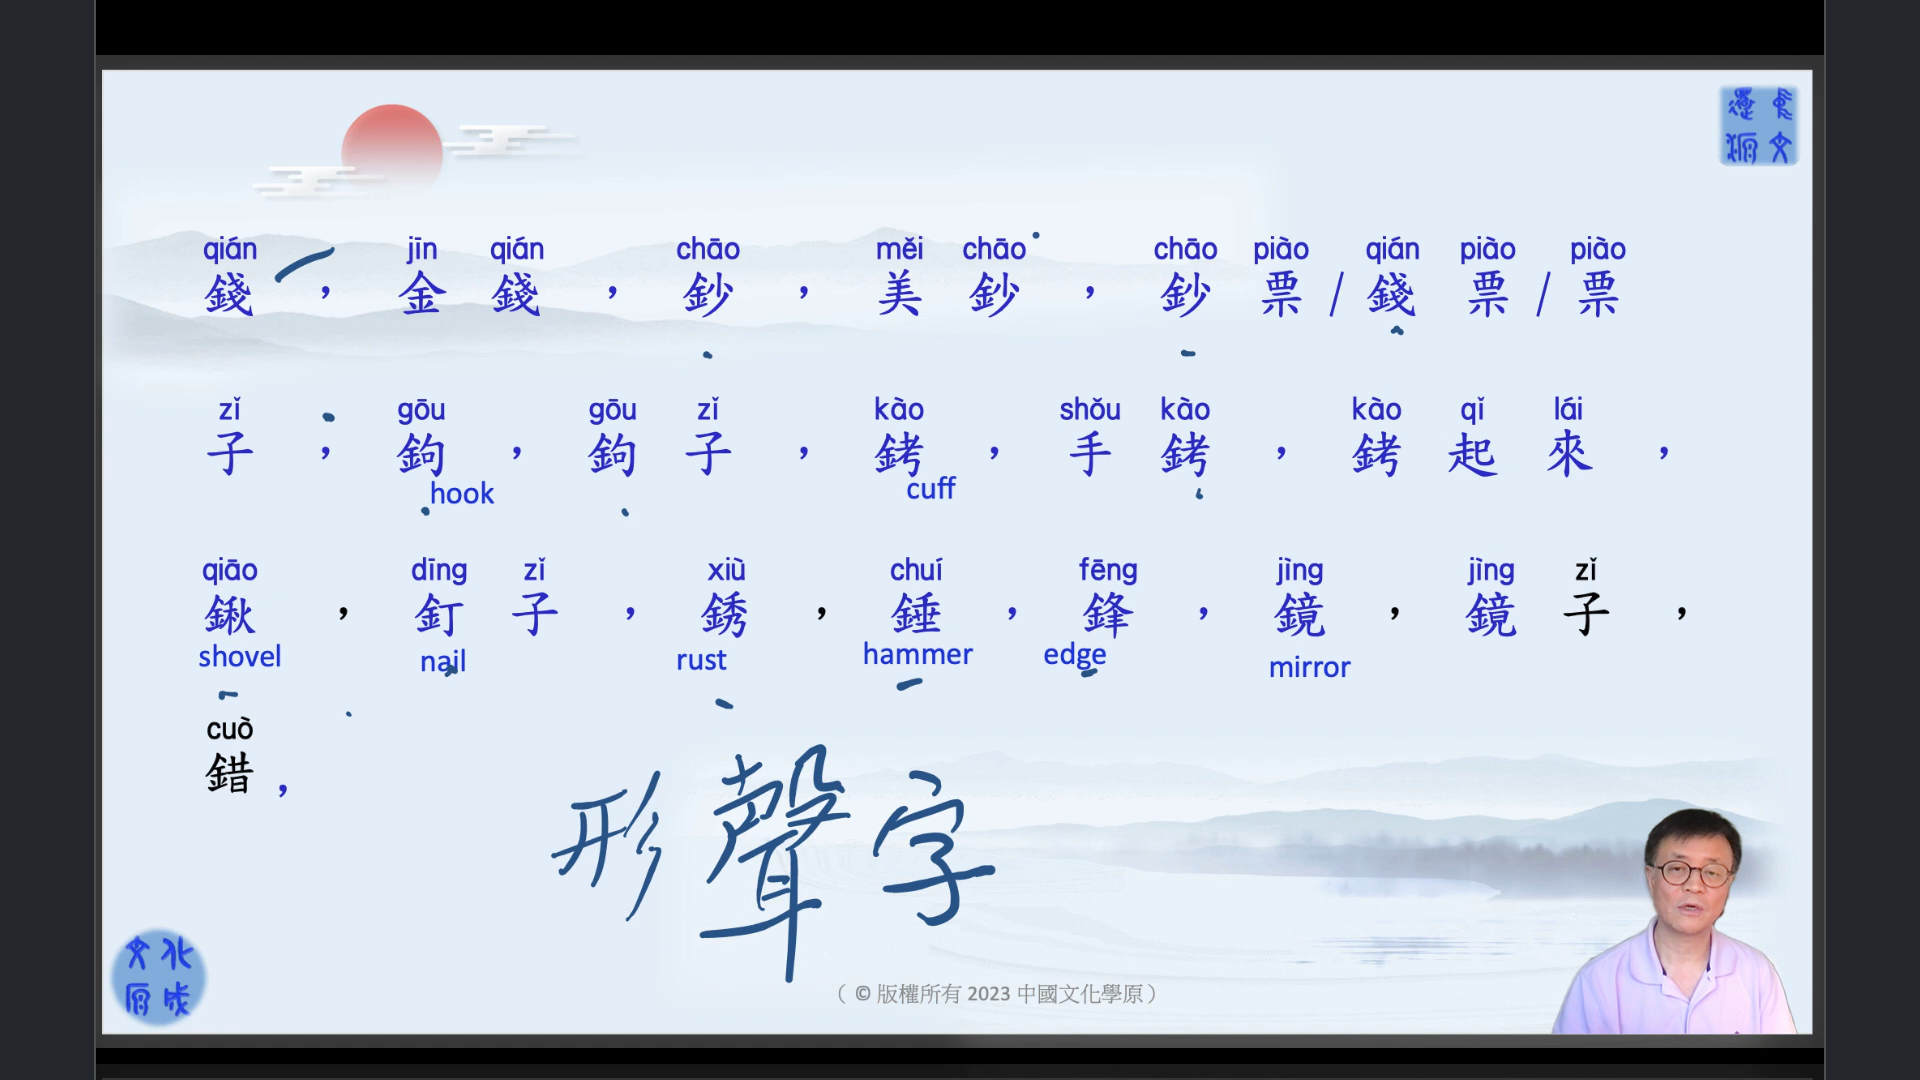 qián jīn qián chāo měi chāo chāo piào qián piào piào
錢 ， 金 錢 ， 鈔 ， 美 鈔 ， 鈔 票 / 錢 票 / 票
zǐ gōu gōu zǐ kào shǒu kào kào qǐ lái
子 ， 鉤 ， 鉤 子 ， 銬 ， 手 銬 ， 銬 起 來 ，
hook cuff
qiāo dīng zǐ xiù chuí fēng jìng jìng zǐ
鍬 ， 釘 子 ， 銹 ， 錘 ， 鋒 ， 鏡 ， 鏡 子 ，
shovel nail rust hammer edge mirror
cuò
錯 ，
形聲字
（ © 版權所有 2023 中國文化學原 ）